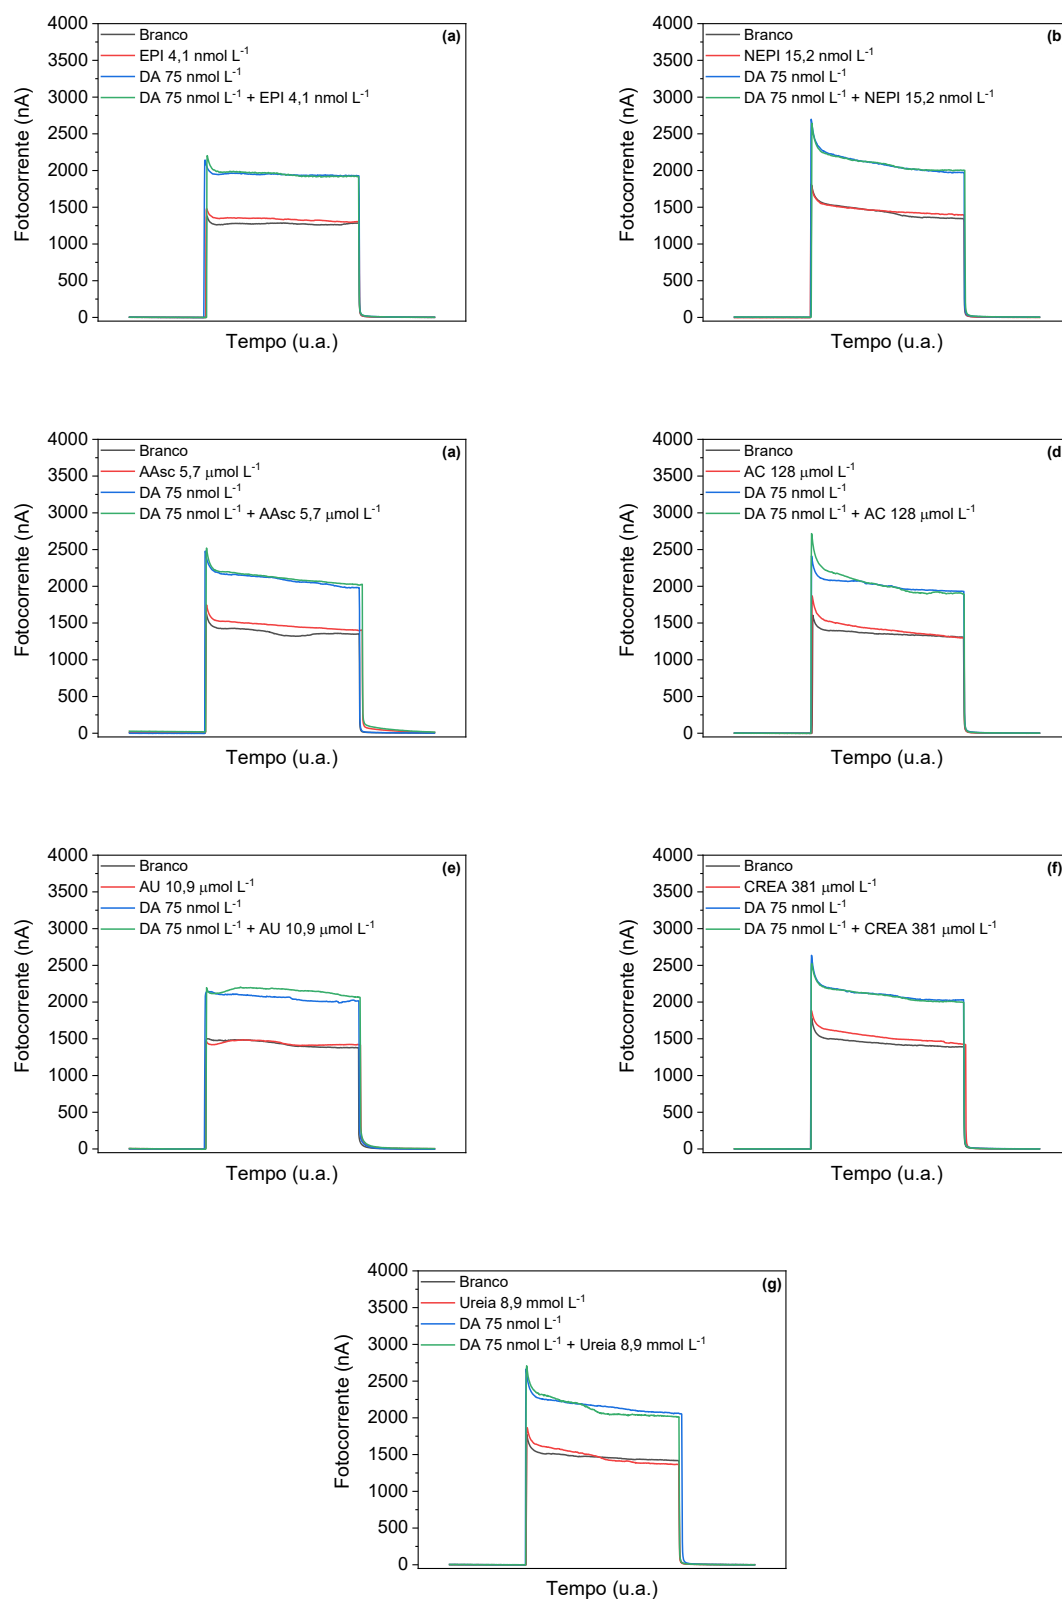 4000
3500
3000
2500
2000
1500
1000
500
0
Fotocorrente (nA)
Tempo (u.a.)
Branco
EPI 4,1 nmol L⁻¹
DA 75 nmol L⁻¹
DA 75 nmol L⁻¹ + EPI 4,1 nmol L⁻¹
(a)
4000
3500
3000
2500
2000
1500
1000
500
0
Fotocorrente (nA)
Tempo (u.a.)
Branco
NEPI 15,2 nmol L⁻¹
DA 75 nmol L⁻¹
DA 75 nmol L⁻¹ + NEPI 15,2 nmol L⁻¹
(b
4000
3500
3000
2500
2000
1500
1000
500
0
Fotocorrente (nA)
Tempo (u.a.)
Branco
AAsc 5,7 μmol L⁻¹
DA 75 nmol L⁻¹
DA 75 nmol L⁻¹ + AAsc 5,7 μmol L⁻¹
(a)
4000
3500
3000
2500
2000
1500
1000
500
0
Fotocorrente (nA)
Tempo (u.a.)
Branco
AC 128 μmol L⁻¹
DA 75 nmol L⁻¹
DA 75 nmol L⁻¹ + AC 128 μmol L⁻¹
(d
4000
3500
3000
2500
2000
1500
1000
500
0
Fotocorrente (nA)
Tempo (u.a.)
Branco
AU 10,9 μmol L⁻¹
DA 75 nmol L⁻¹
DA 75 nmol L⁻¹ + AU 10,9 μmol L⁻¹
(e)
4000
3500
3000
2500
2000
1500
1000
500
0
Fotocorrente (nA)
Tempo (u.a.)
Branco
CREA 381 μmol L⁻¹
DA 75 nmol L⁻¹
DA 75 nmol L⁻¹ + CREA 381 μmol L⁻¹
(f)
4000
3500
3000
2500
2000
1500
1000
500
0
Fotocorrente (nA)
Tempo (u.a.)
Branco
Ureia 8,9 mmol L⁻¹
DA 75 nmol L⁻¹
DA 75 nmol L⁻¹ + Ureia 8,9 mmol L⁻¹
(g)